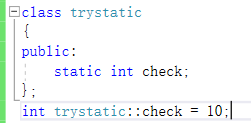 class trystatic
{
public:
static int check;
};
int trystatic::check = 10;